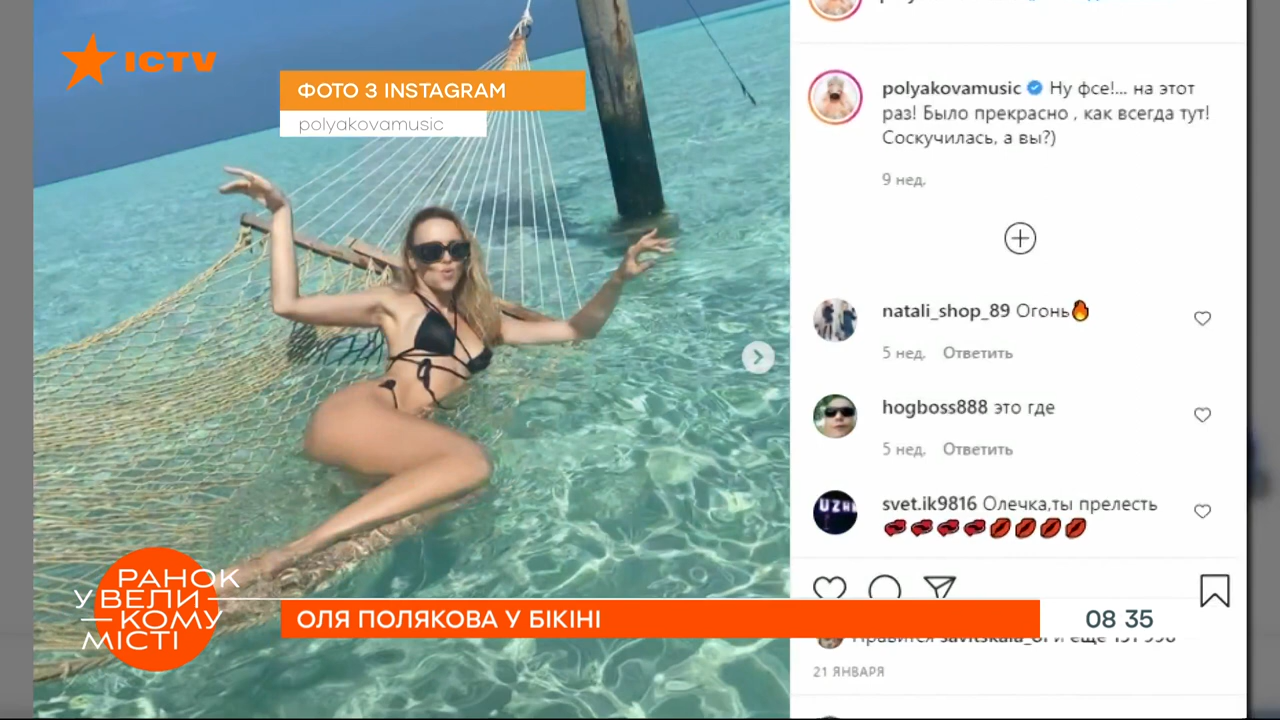 ICTV
ФОТО З INSTAGRAM
polyakovamusic
polyakovamusic Ну фсе!... на этот
раз! Было прекрасно , как всегда тут!
Соскучилась, а вы?)
9 нед.
natali_shop_89 Огонь🔥
5 нед. Ответить
hogboss888 это где
5 нед. Ответить
UZH
svet.ik9816 Олечка,ты прелесть
💋💋💋💋💋💋💋💋
РАНОК
У ВЕЛИ-
—КОМУ
МІСТІ
ОЛЯ ПОЛЯКОВА У БІКІНІ
08 35
21 ЯНВАРЯ